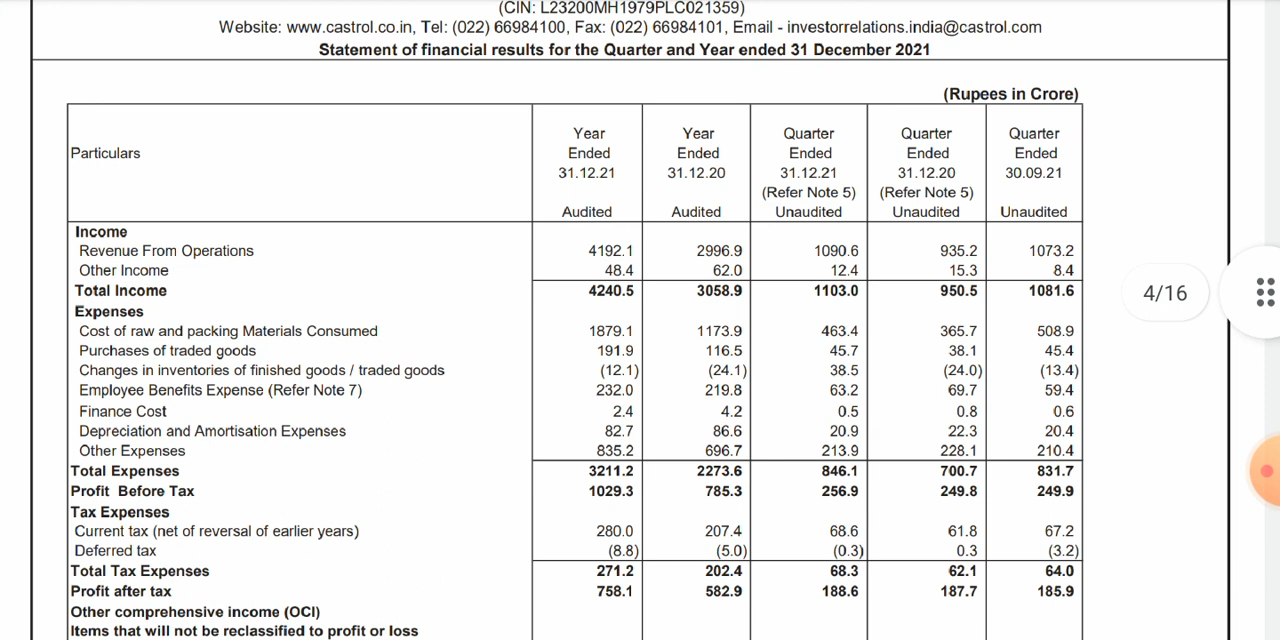 (CIN: L23200MH1979PLC021359)
Website: www.castrol.co.in, Tel: (022) 66984100, Fax: (022) 66984101, Email - investorrelations.india@castrol.com
Statement of financial results for the Quarter and Year ended 31 December 2021
(Rupees in Crore)
Particulars
Year Ended 31.12.21 Audited
Year Ended 31.12.20 Audited
Quarter Ended 31.12.21 (Refer Note 5) Unaudited
Quarter Ended 31.12.20 (Refer Note 5) Unaudited
Quarter Ended 30.09.21 Unaudited
Income
Revenue From Operations 4192.1 2996.9 1090.6 935.2 1073.2
Other Income 48.4 62.0 12.4 15.3 8.4
Total Income 4240.5 3058.9 1103.0 950.5 1081.6
Expenses
Cost of raw and packing Materials Consumed 1879.1 1173.9 463.4 365.7 508.9
Purchases of traded goods 191.9 116.5 45.7 38.1 45.4
Changes in inventories of finished goods / traded goods (12.1) (24.1) 38.5 (24.0) (13.4)
Employee Benefits Expense (Refer Note 7) 232.0 219.8 63.2 69.7 59.4
Finance Cost 2.4 4.2 0.5 0.8 0.6
Depreciation and Amortisation Expenses 82.7 86.6 20.9 22.3 20.4
Other Expenses 835.2 696.7 213.9 228.1 210.4
Total Expenses 3211.2 2273.6 846.1 700.7 831.7
Profit Before Tax 1029.3 785.3 256.9 249.8 249.9
Tax Expenses
Current tax (net of reversal of earlier years) 280.0 207.4 68.6 61.8 67.2
Deferred tax (8.8) (5.0) (0.3) 0.3 (3.2)
Total Tax Expenses 271.2 202.4 68.3 62.1 64.0
Profit after tax 758.1 582.9 188.6 187.7 185.9
Other comprehensive income (OCI)
Items that will not be reclassified to profit or loss
4/16